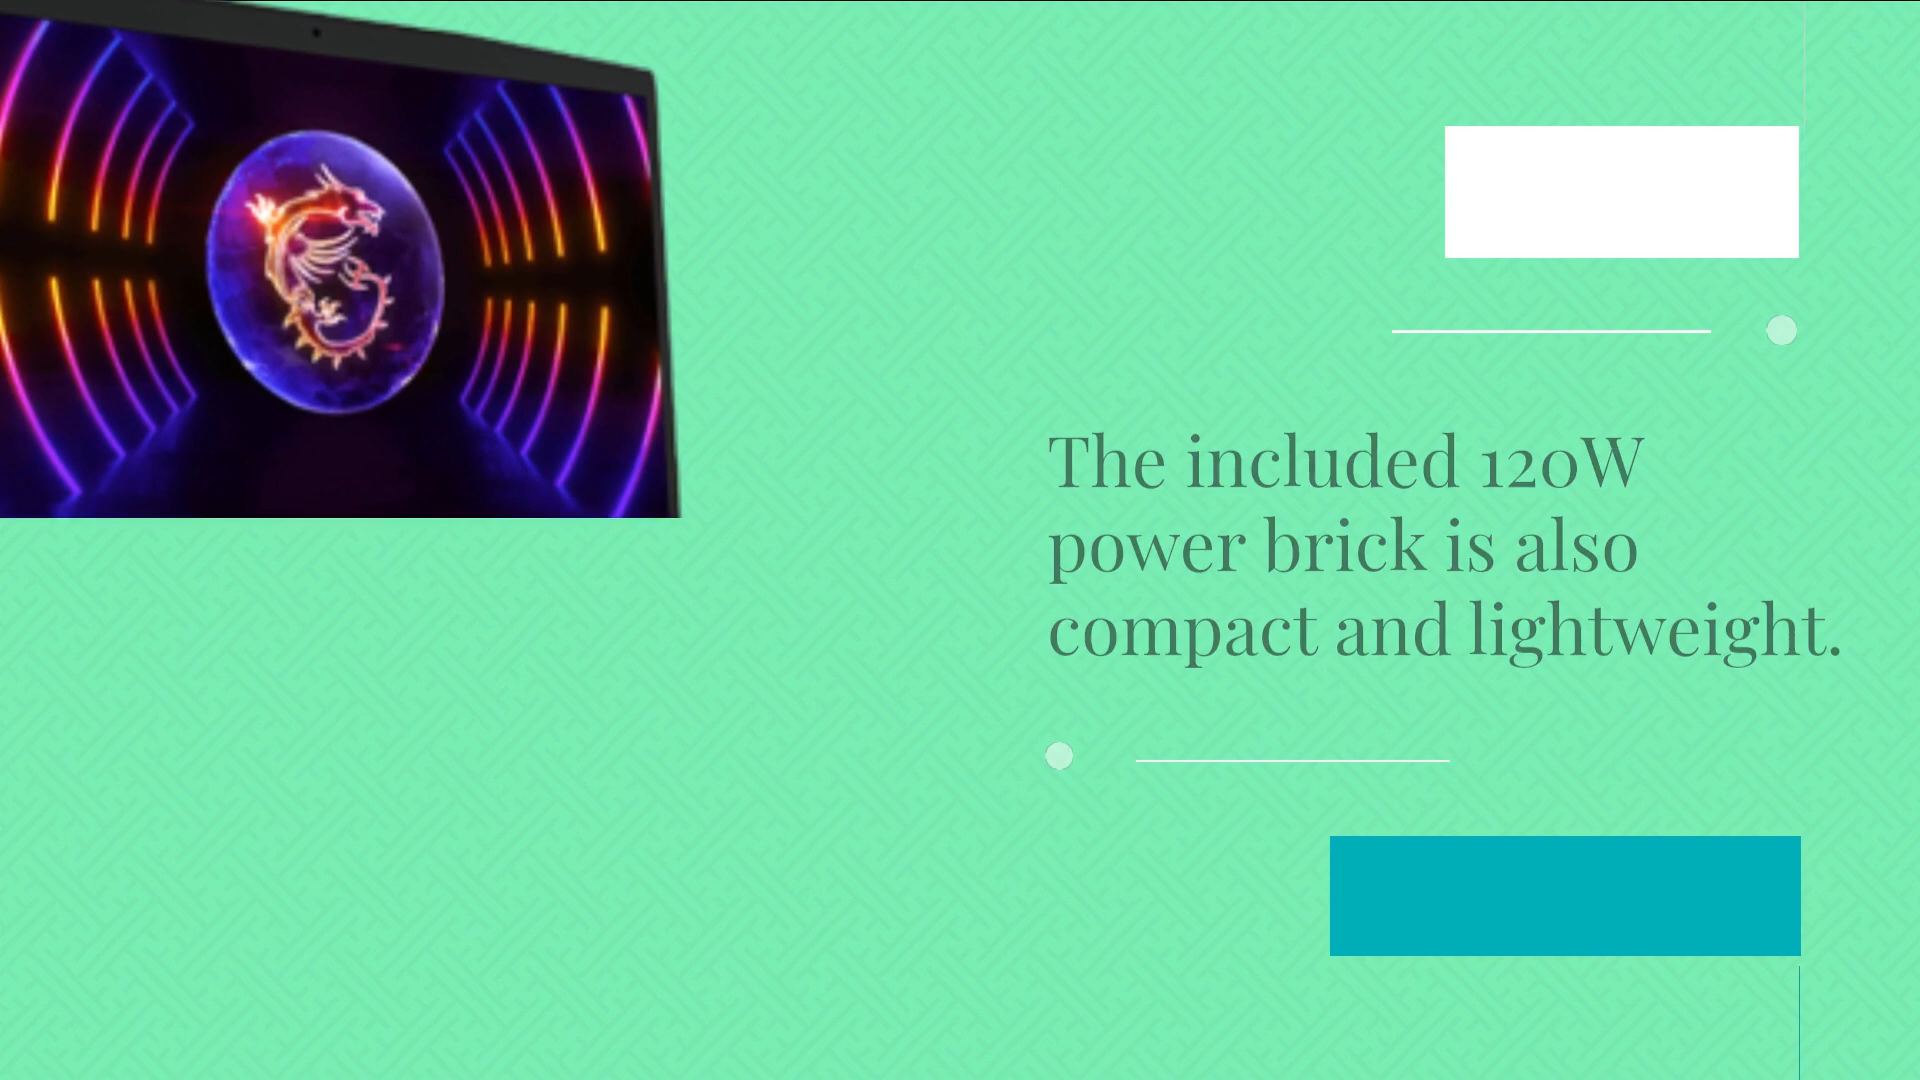 The included 120W
power brick is also
compact and lightweight.